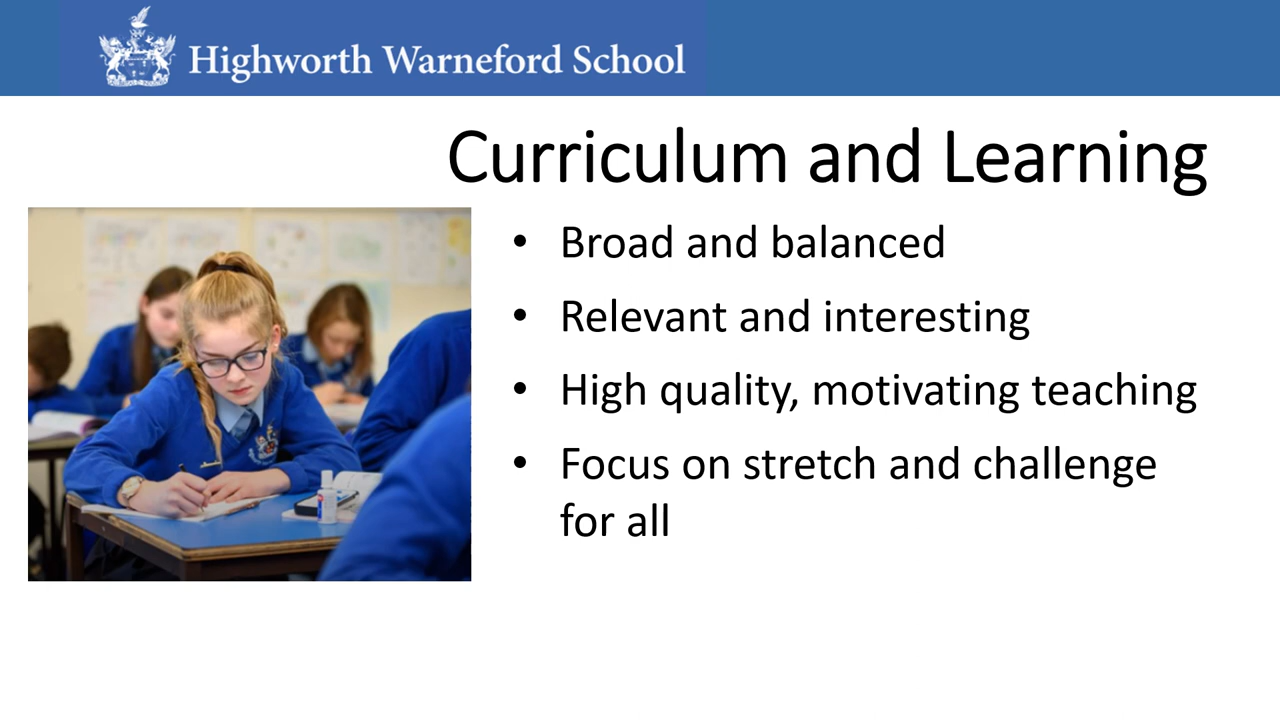 Highworth Warneford School
Curriculum and Learning
• Broad and balanced
• Relevant and interesting
• High quality, motivating teaching
• Focus on stretch and challenge
for all